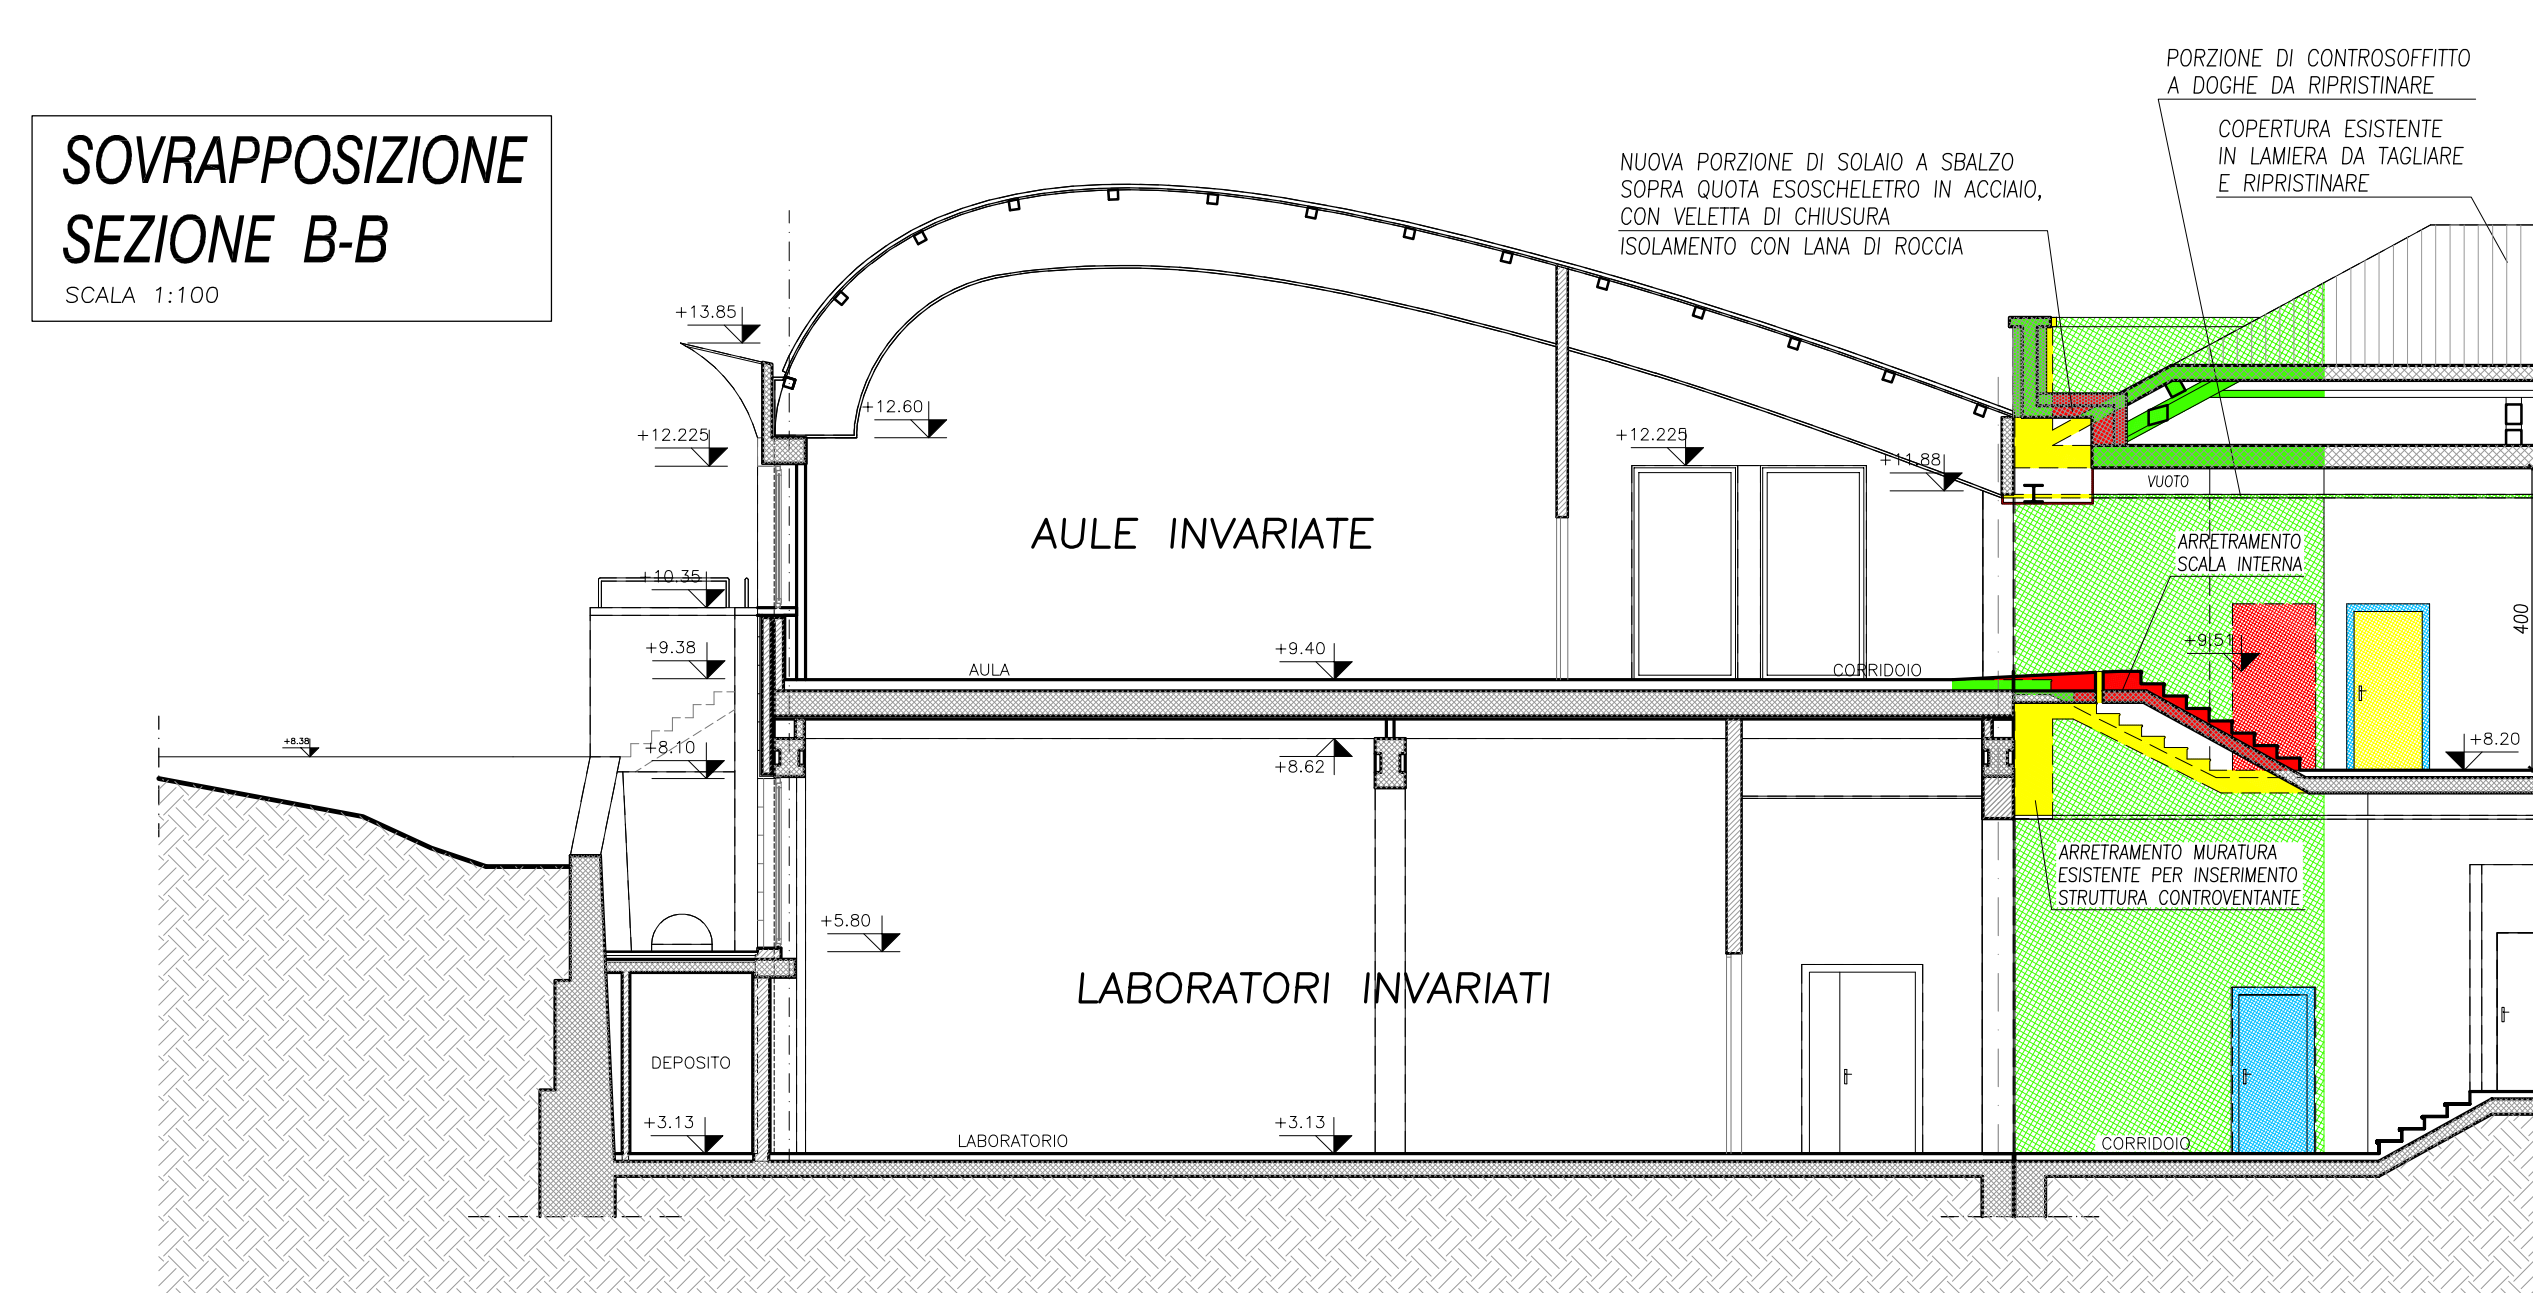 SOVRAPPOSIZIONE
SEZIONE B-B
SCALA 1:100
PORZIONE DI CONTROSOFFITTO
A DOGHE DA RIPRISTINARE
COPERTURA ESISTENTE
IN LAMIERA DA TAGLIARE
E RIPRISTINARE
NUOVA PORZIONE DI SOLAIO A SBALZO
SOPRA QUOTA ESOSCHELETRO IN ACCIAIO,
CON VELETTA DI CHIUSURA
ISOLAMENTO CON LANA DI ROCCIA
+13.85
+12.60
+12.225
+12.225
+11.88
VUOTO
AULE INVARIATE
ARRETRAMENTO
SCALA INTERNA
+10.35
400
+9.38
+9.40
+9.51
AULA
CORRIDOIO
+8.38
+8.10
+8.62
+8.20
ARRETRAMENTO MURATURA
ESISTENTE PER INSERIMENTO
STRUTTURA CONTROVENTANTE
+5.80
LABORATORI INVARIATI
DEPOSITO
+3.13
+3.13
LABORATORIO
CORRIDOIO